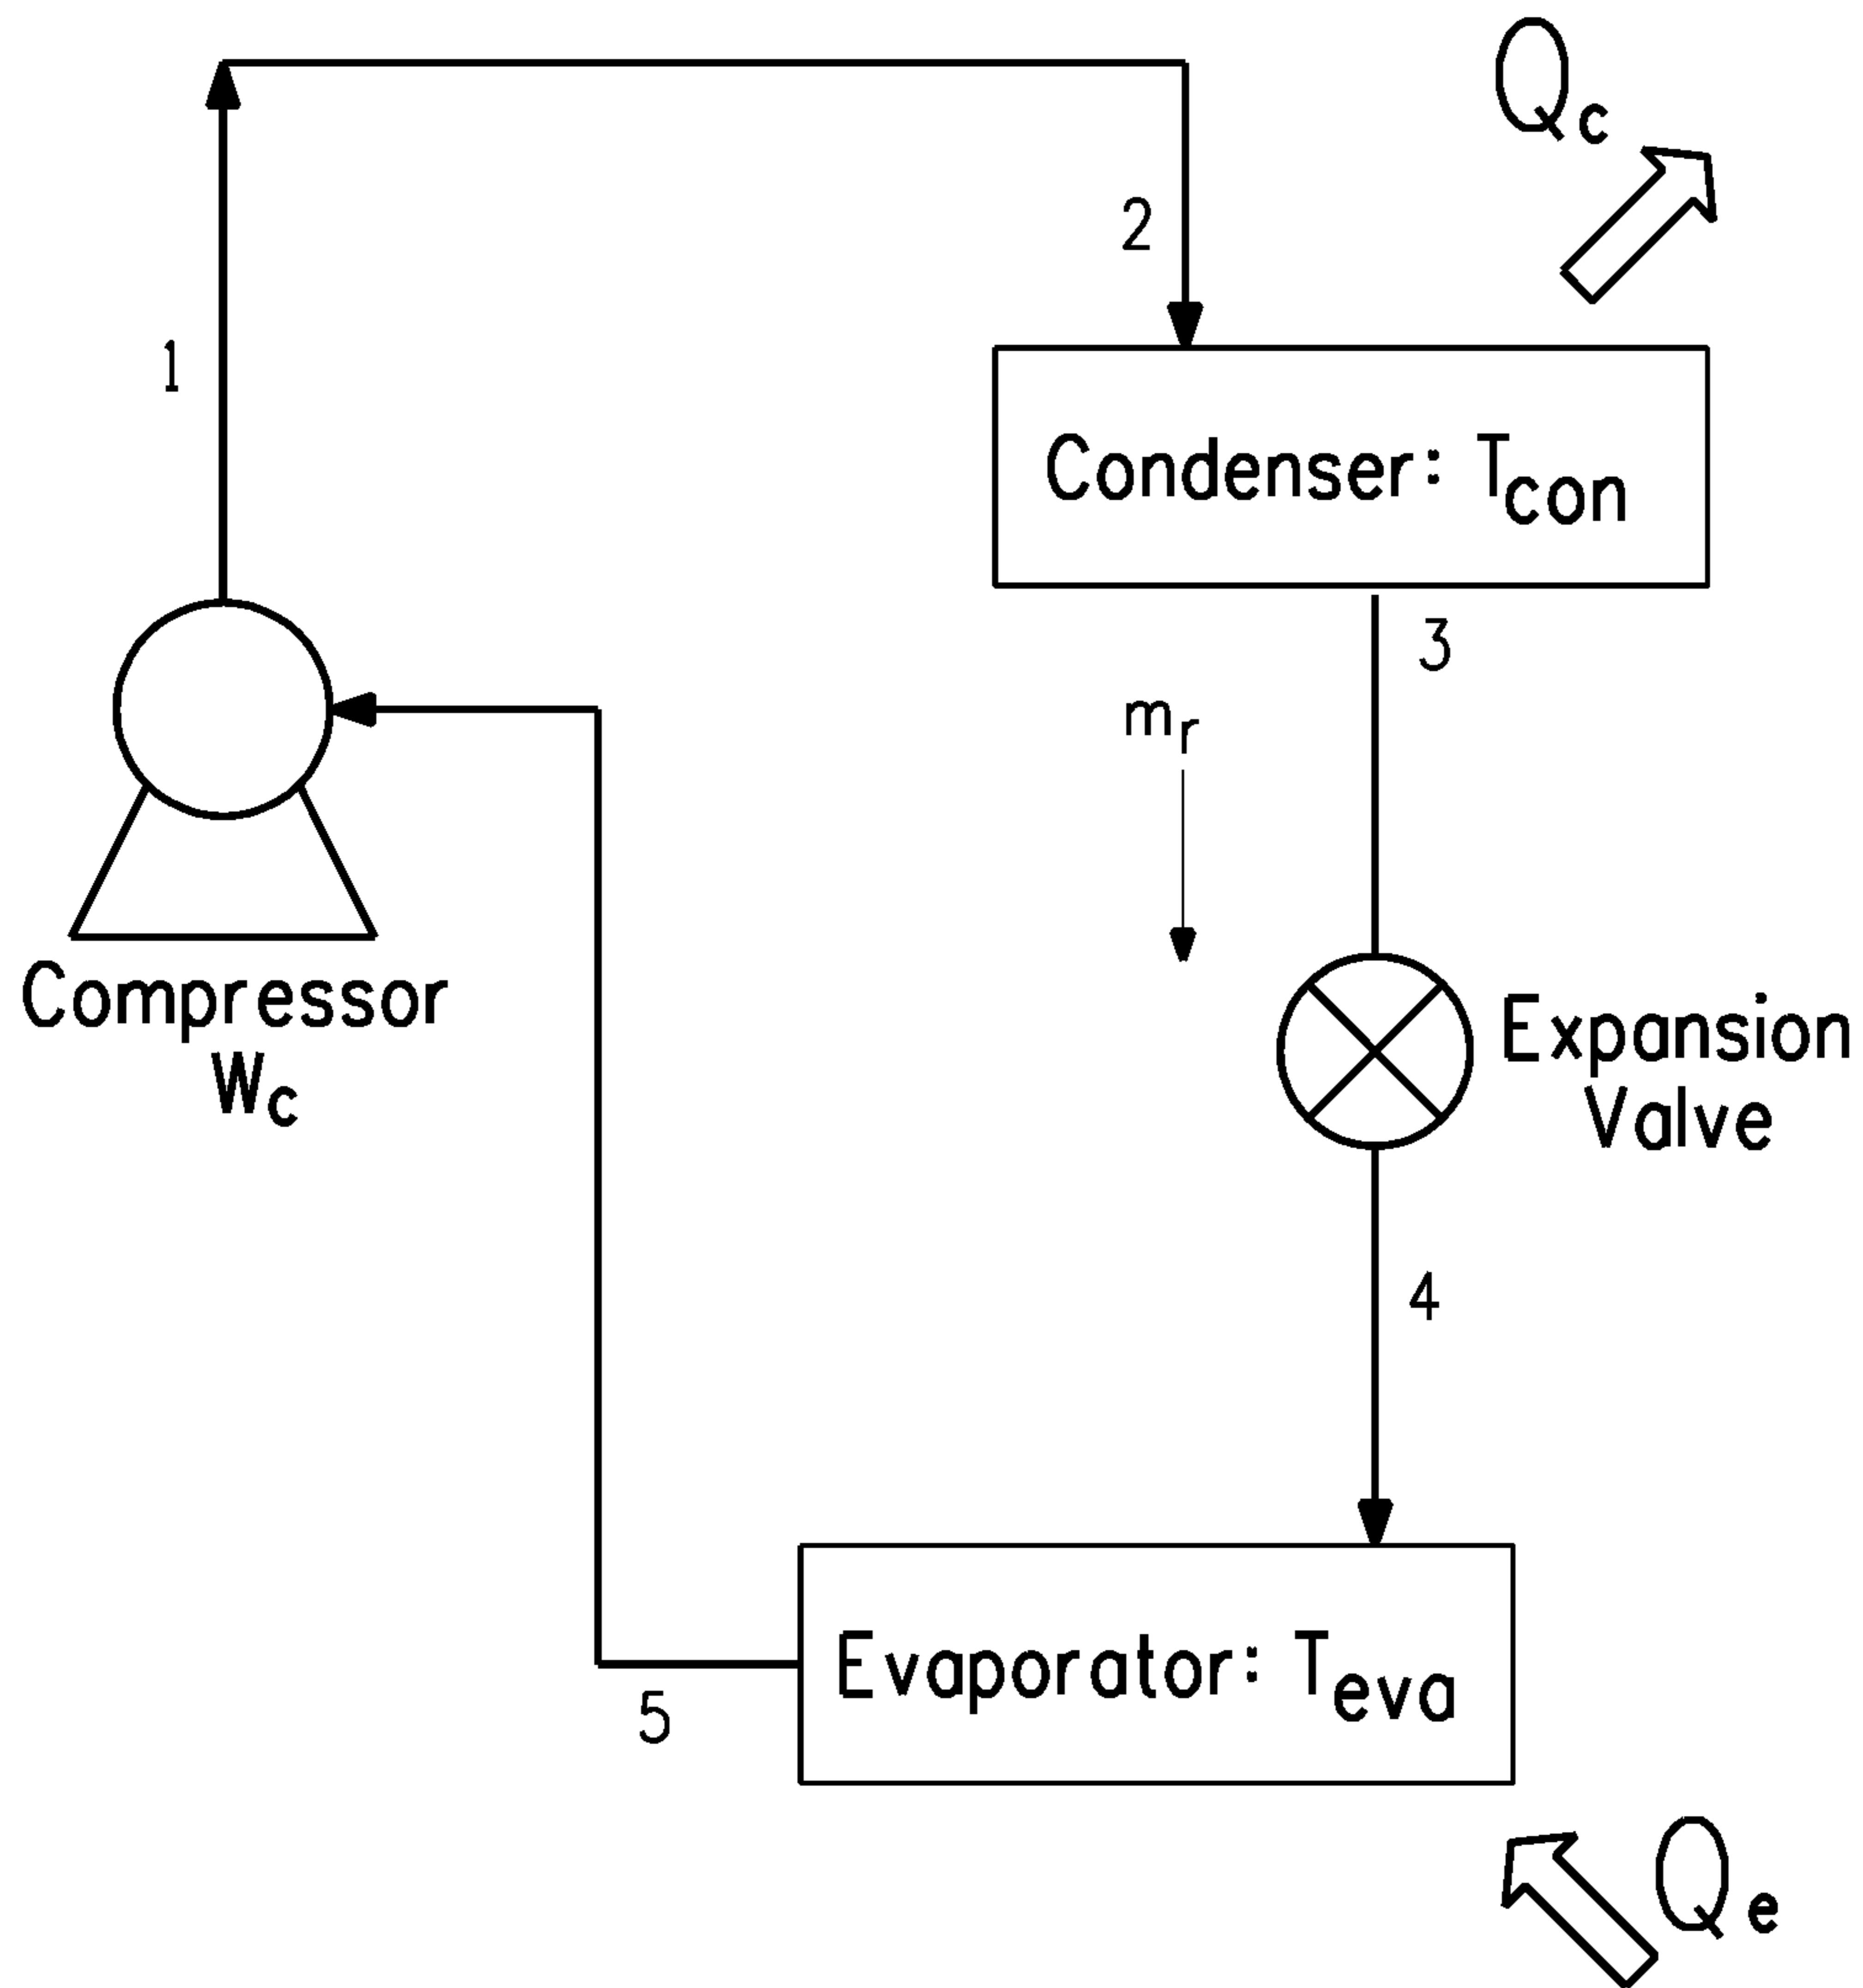 Qc
2
1
Condenser: Tcon
3
mr
Compressor
Wc
Expansion
Valve
4
Evaporator: Teva
5
Qe